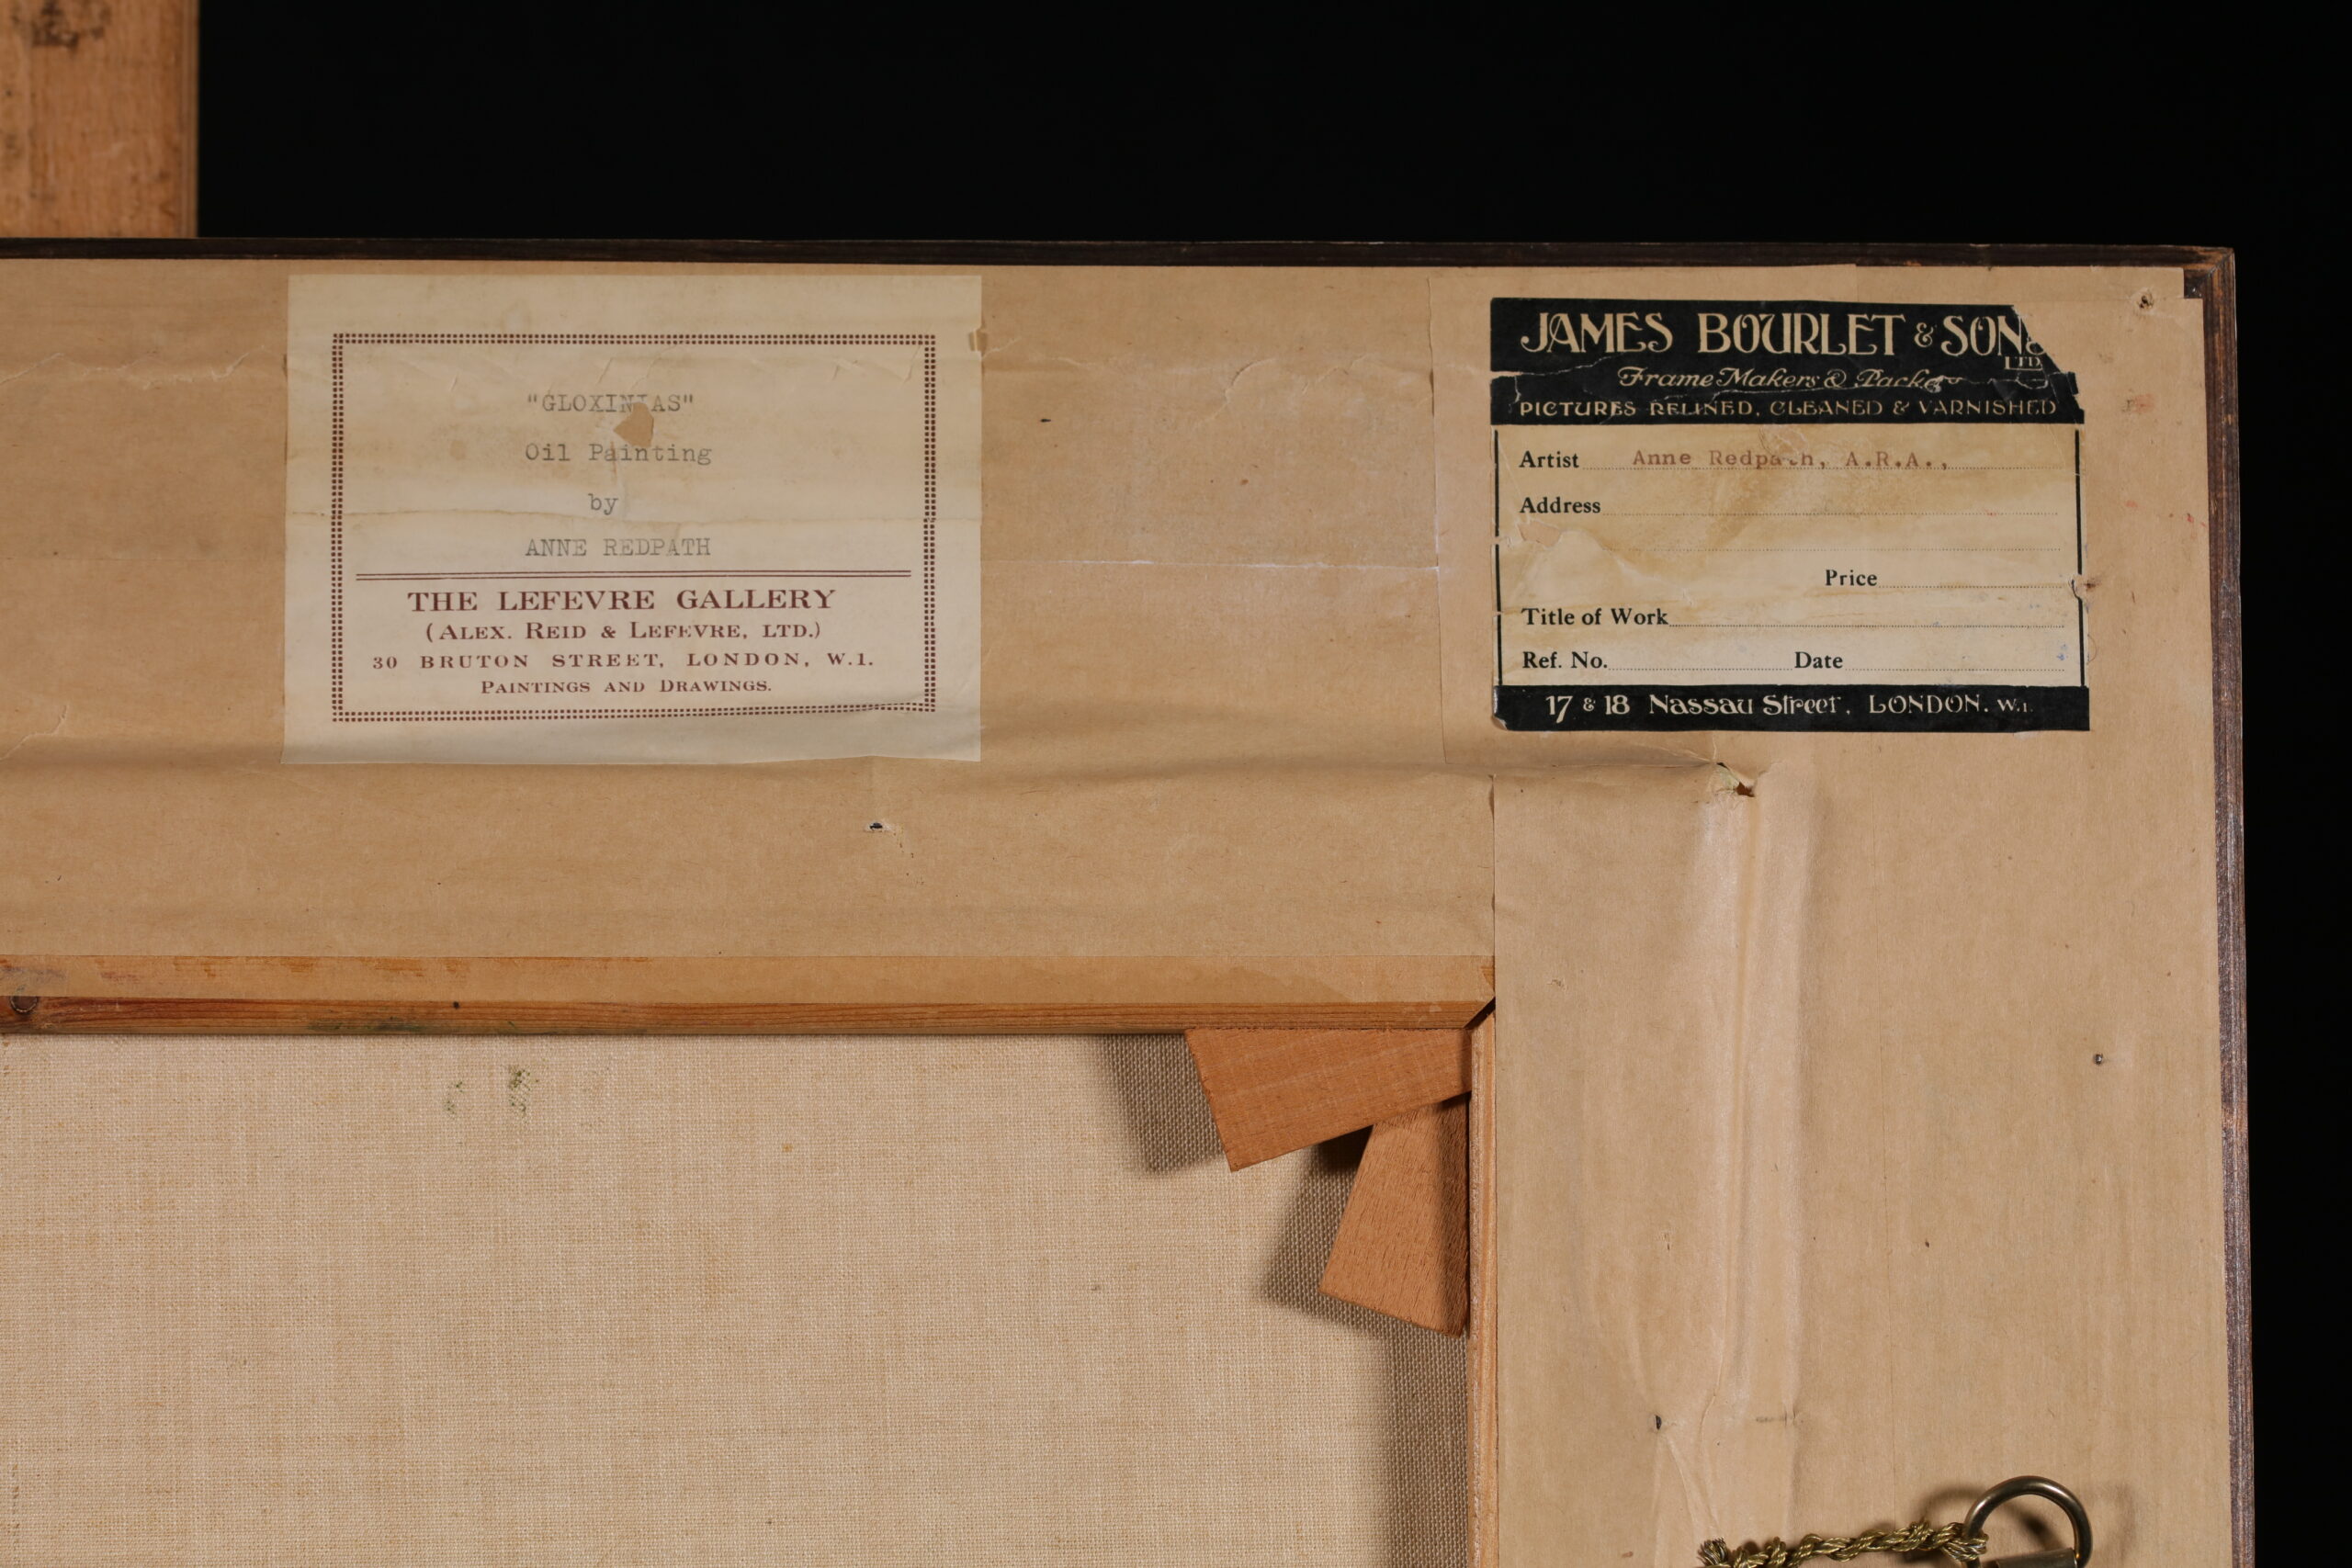 "GLOXINIAS"
Oil Painting
by
ANNE REDPATH
THE LEFEVRE GALLERY
(ALEX. REID & LEFEVRE, LTD.)
30 BRUTON STREET, LONDON, W.1.
PAINTINGS AND DRAWINGS.
JAMES BOURLET & SONS
LTD
Frame Makers & Packers
PICTURES RELINED, CLEANED & VARNISHED
Artist Anne Redpath, A.R.A.,
Address
Price
Title of Work
Ref. No. Date
17 & 18 Nassau Street, LONDON. W.1.